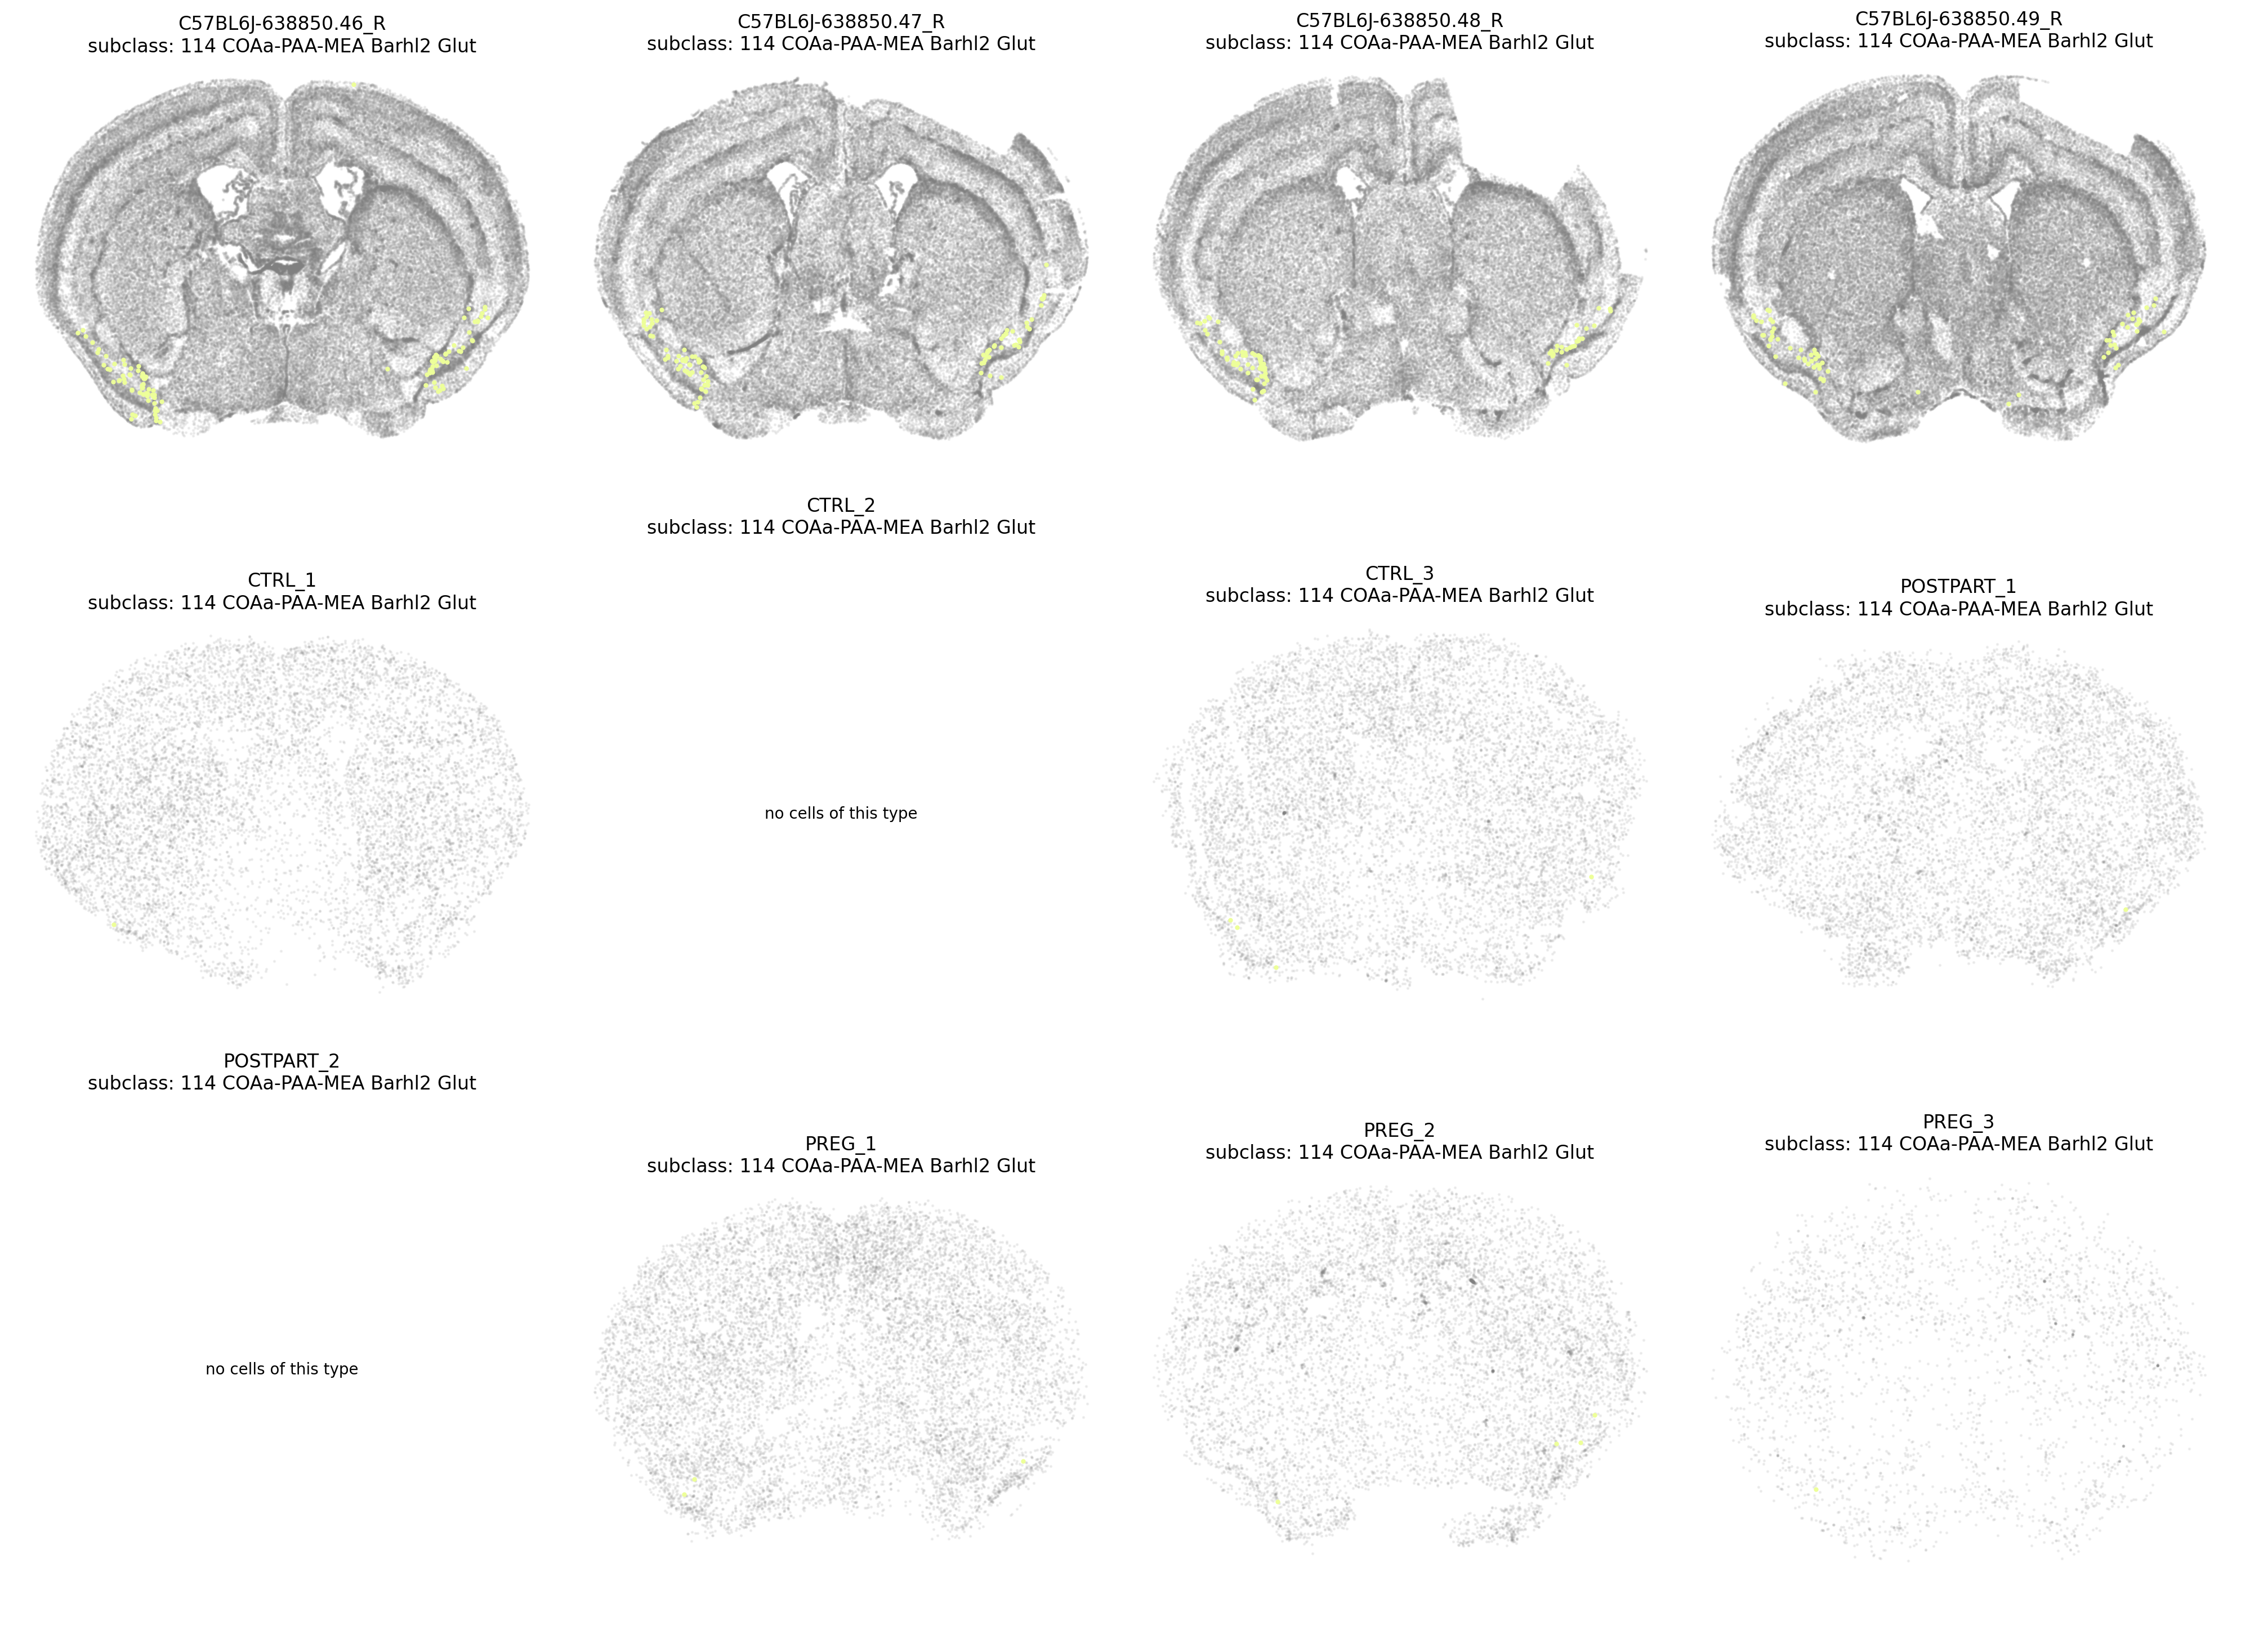 C57BL6J-638850.46_R
subclass: 114 COAa-PAA-MEA Barhl2 Glut
C57BL6J-638850.47_R
subclass: 114 COAa-PAA-MEA Barhl2 Glut
C57BL6J-638850.48_R
subclass: 114 COAa-PAA-MEA Barhl2 Glut
C57BL6J-638850.49_R
subclass: 114 COAa-PAA-MEA Barhl2 Glut
CTRL_1
subclass: 114 COAa-PAA-MEA Barhl2 Glut
CTRL_2
subclass: 114 COAa-PAA-MEA Barhl2 Glut
no cells of this type
CTRL_3
subclass: 114 COAa-PAA-MEA Barhl2 Glut
POSTPART_1
subclass: 114 COAa-PAA-MEA Barhl2 Glut
POSTPART_2
subclass: 114 COAa-PAA-MEA Barhl2 Glut
no cells of this type
PREG_1
subclass: 114 COAa-PAA-MEA Barhl2 Glut
PREG_2
subclass: 114 COAa-PAA-MEA Barhl2 Glut
PREG_3
subclass: 114 COAa-PAA-MEA Barhl2 Glut